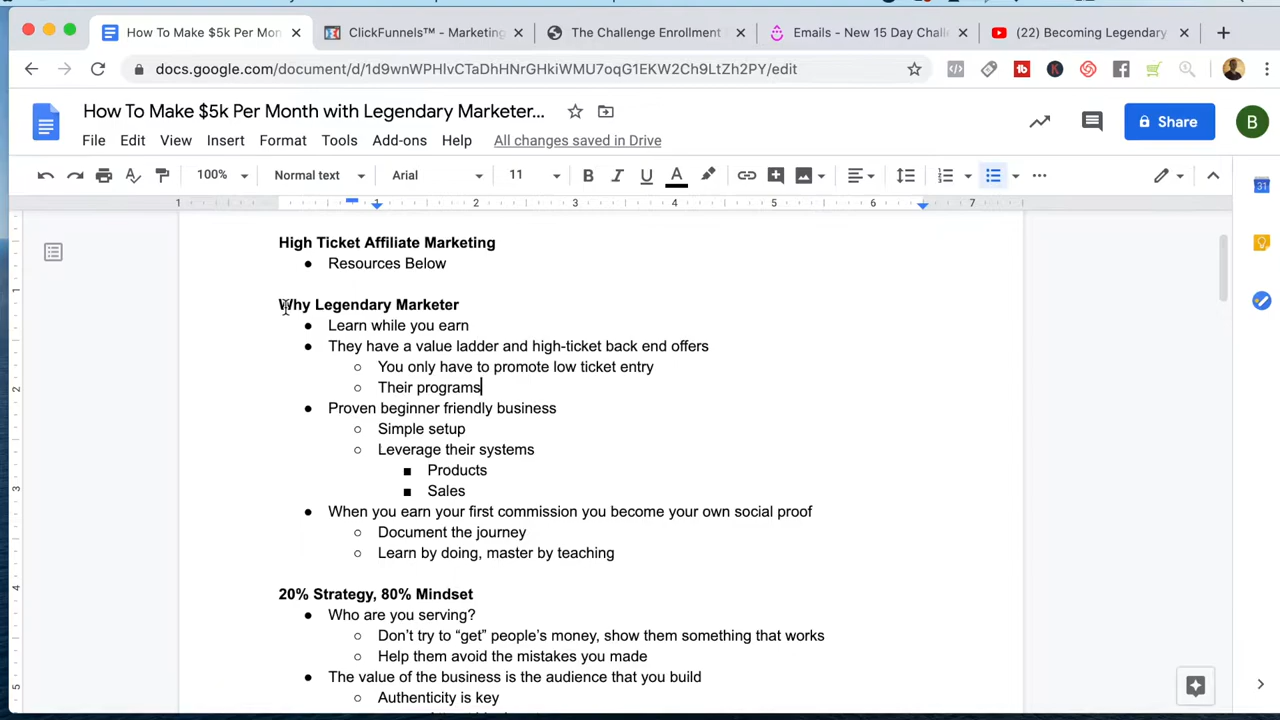 How To Make $5k Per Mon
ClickFunnels™ - Marketing
The Challenge Enrollment
Emails - New 15 Day Chall
(22) Becoming Legendary
docs.google.com/document/d/1d9wnWPHlvCTaDhHNrGHkiWMU7oqG1EKW2Ch9LtZh2PY/edit
How To Make $5k Per Month with Legendary Marketer...
File Edit View Insert Format Tools Add-ons Help All changes saved in Drive
Share
B
100% Normal text Arial 11 B I U A
1 1 2 3 4 5 6 7
High Ticket Affiliate Marketing
● Resources Below
Why Legendary Marketer
● Learn while you earn
● They have a value ladder and high-ticket back end offers
○ You only have to promote low ticket entry
○ Their programs
● Proven beginner friendly business
○ Simple setup
○ Leverage their systems
■ Products
■ Sales
● When you earn your first commission you become your own social proof
○ Document the journey
○ Learn by doing, master by teaching
20% Strategy, 80% Mindset
● Who are you serving?
○ Don’t try to “get” people’s money, show them something that works
○ Help them avoid the mistakes you made
● The value of the business is the audience that you build
○ Authenticity is key